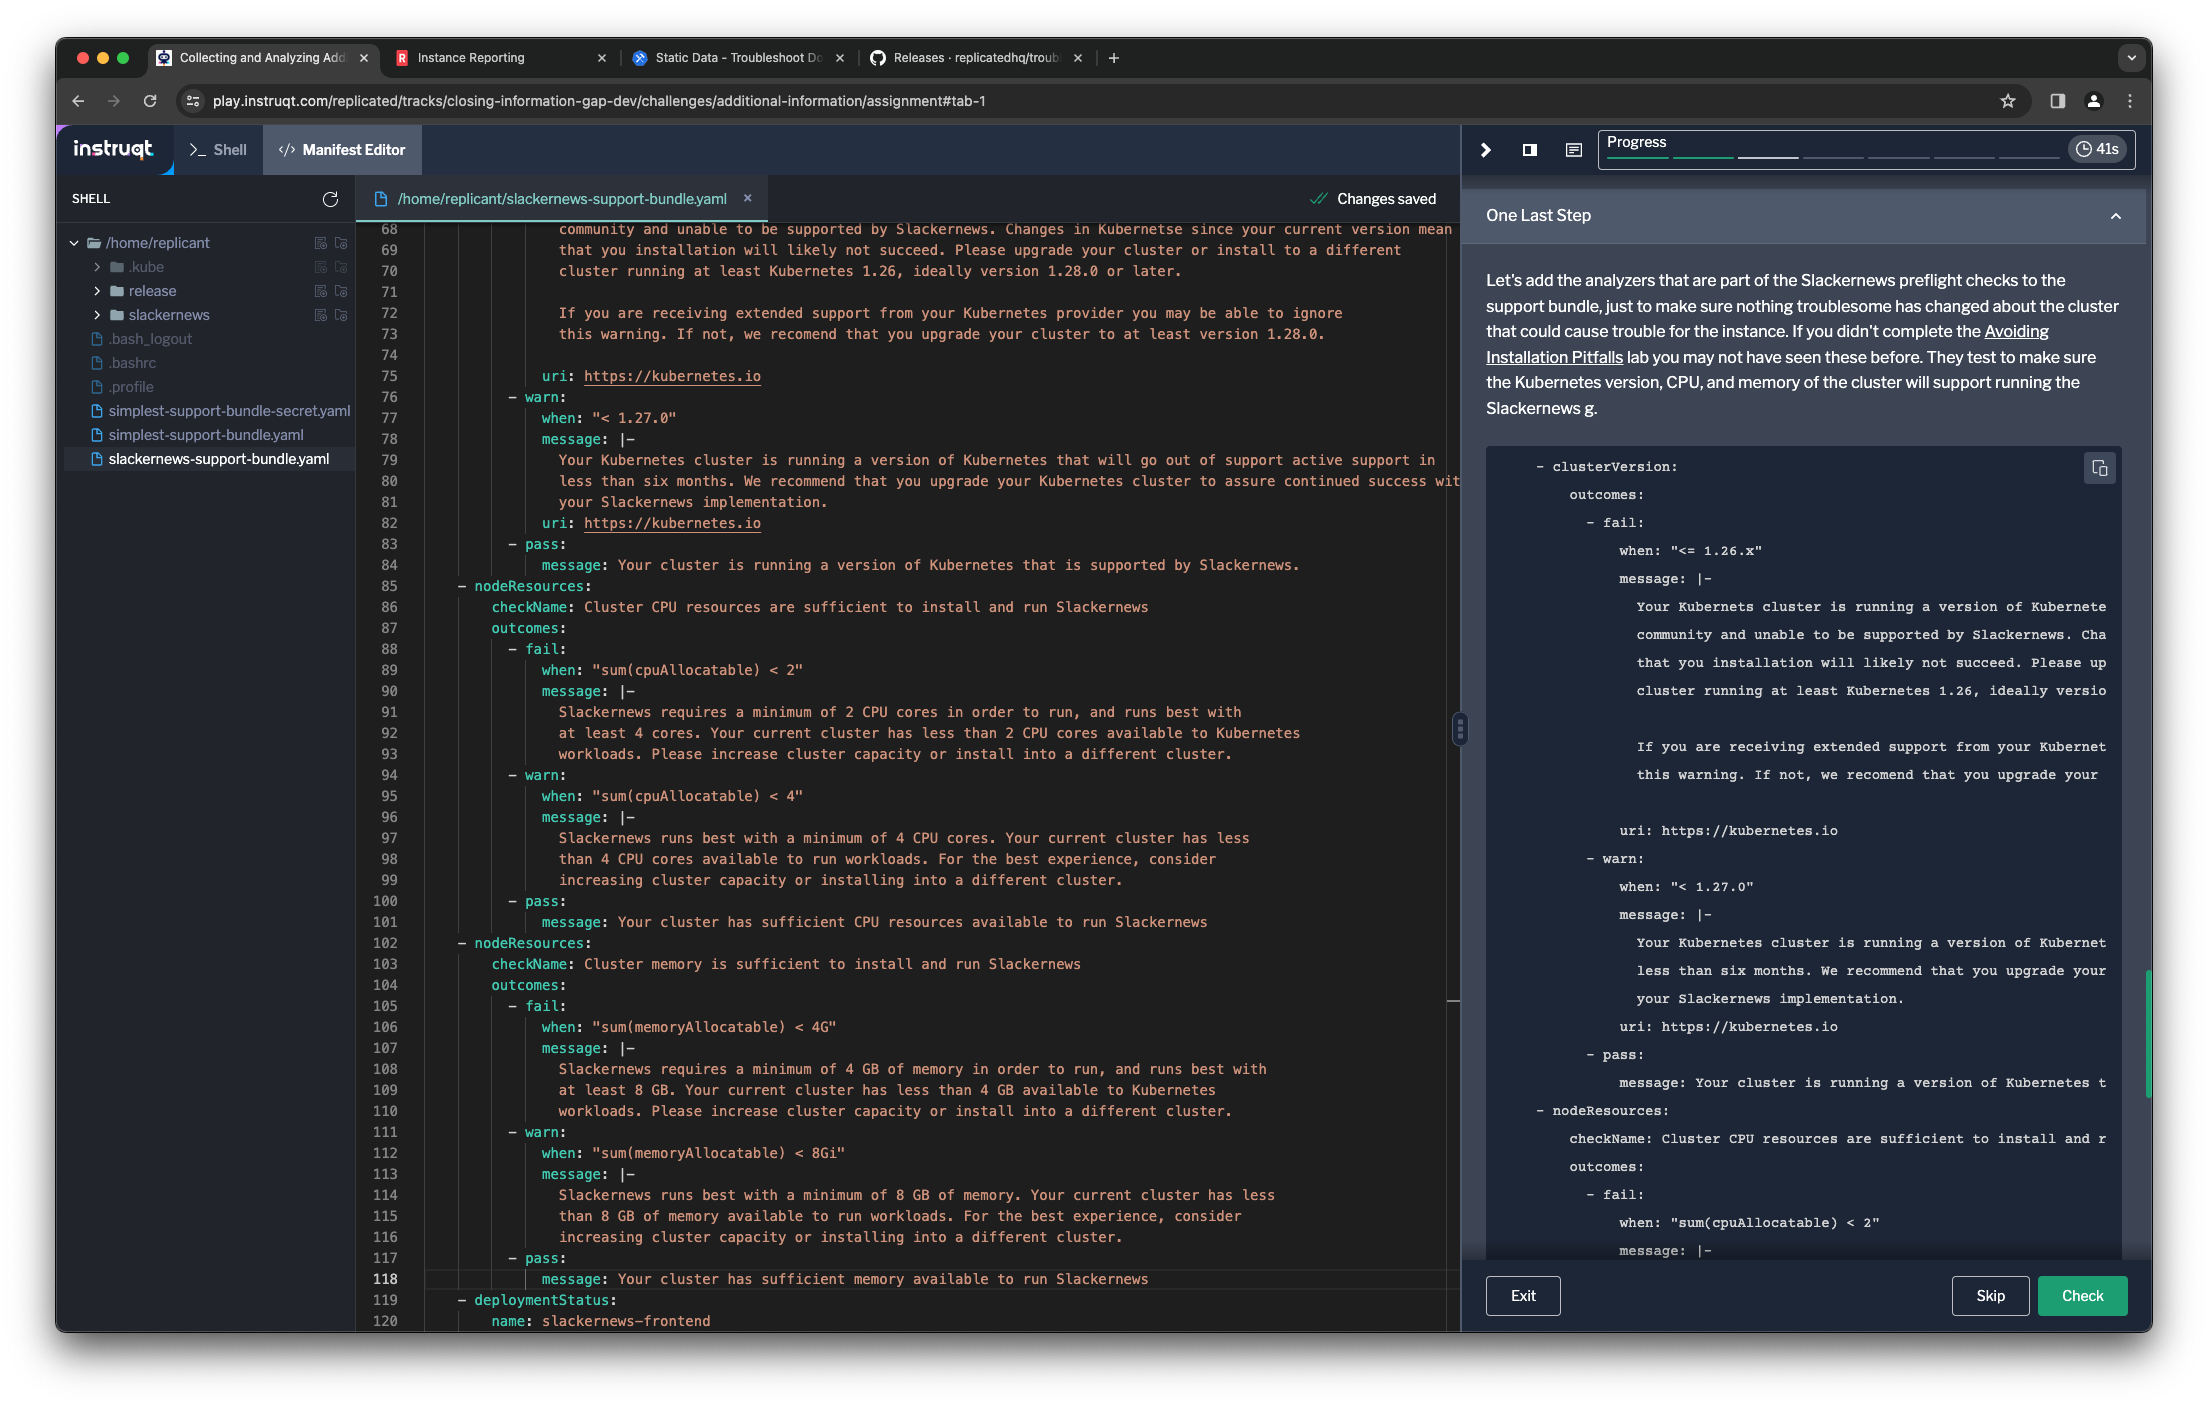 Collecting and Analyzing Add
Instance Reporting
Static Data - Troubleshoot Do
Releases · replicatedhq/troubl
play.instruqt.com/replicated/tracks/closing-information-gap-dev/challenges/additional-information/assignment#tab-1
instruqt
>_ Shell
</> Manifest Editor
Progress
41s
SHELL
/home/replicant/slackernews-support-bundle.yaml
Changes saved
/home/replicant
.kube
release
slackernews
.bash_logout
.bashrc
.profile
simplest-support-bundle-secret.yaml
simplest-support-bundle.yaml
slackernews-support-bundle.yaml
68 community and unable to be supported by Slackernews. Changes in Kubernetse since your current version mean
69 that you installation will likely not succeed. Please upgrade your cluster or install to a different
70 cluster running at least Kubernetes 1.26, ideally version 1.28.0 or later.
71
72 If you are receiving extended support from your Kubernetes provider you may be able to ignore
73 this warning. If not, we recomend that you upgrade your cluster to at least version 1.28.0.
74
75 uri: https://kubernetes.io
76 - warn:
77 when: "< 1.27.0"
78 message: |-
79 Your Kubernetes cluster is running a version of Kubernetes that will go out of support active support in
80 less than six months. We recommend that you upgrade your Kubernetes cluster to assure continued success wit
81 your Slackernews implementation.
82 uri: https://kubernetes.io
83 - pass:
84 message: Your cluster is running a version of Kubernetes that is supported by Slackernews.
85 - nodeResources:
86 checkName: Cluster CPU resources are sufficient to install and run Slackernews
87 outcomes:
88 - fail:
89 when: "sum(cpuAllocatable) < 2"
90 message: |-
91 Slackernews requires a minimum of 2 CPU cores in order to run, and runs best with
92 at least 4 cores. Your current cluster has less than 2 CPU cores available to Kubernetes
93 workloads. Please increase cluster capacity or install into a different cluster.
94 - warn:
95 when: "sum(cpuAllocatable) < 4"
96 message: |-
97 Slackernews runs best with a minimum of 4 CPU cores. Your current cluster has less
98 than 4 CPU cores available to run workloads. For the best experience, consider
99 increasing cluster capacity or installing into a different cluster.
100 - pass:
101 message: Your cluster has sufficient CPU resources available to run Slackernews
102 - nodeResources:
103 checkName: Cluster memory is sufficient to install and run Slackernews
104 outcomes:
105 - fail:
106 when: "sum(memoryAllocatable) < 4G"
107 message: |-
108 Slackernews requires a minimum of 4 GB of memory in order to run, and runs best with
109 at least 8 GB. Your current cluster has less than 4 GB available to Kubernetes
110 workloads. Please increase cluster capacity or install into a different cluster.
111 - warn:
112 when: "sum(memoryAllocatable) < 8Gi"
113 message: |-
114 Slackernews runs best with a minimum of 8 GB of memory. Your current cluster has less
115 than 8 GB of memory available to run workloads. For the best experience, consider
116 increasing cluster capacity or installing into a different cluster.
117 - pass:
118 message: Your cluster has sufficient memory available to run Slackernews
119 - deploymentStatus:
120 name: slackernews-frontend
One Last Step
Let's add the analyzers that are part of the Slackernews preflight checks to the
support bundle, just to make sure nothing troublesome has changed about the cluster
that could cause trouble for the instance. If you didn't complete the Avoiding
Installation Pitfalls lab you may not have seen these before. They test to make sure
the Kubernetes version, CPU, and memory of the cluster will support running the
Slackernews g.
- clusterVersion:
outcomes:
- fail:
when: "<= 1.26.x"
message: |-
Your Kubernets cluster is running a version of Kubernete
community and unable to be supported by Slackernews. Cha
that you installation will likely not succeed. Please up
cluster running at least Kubernetes 1.26, ideally versio
If you are receiving extended support from your Kubernet
this warning. If not, we recomend that you upgrade your
uri: https://kubernetes.io
- warn:
when: "< 1.27.0"
message: |-
Your Kubernetes cluster is running a version of Kubernet
less than six months. We recommend that you upgrade your
your Slackernews implementation.
uri: https://kubernetes.io
- pass:
message: Your cluster is running a version of Kubernetes t
- nodeResources:
checkName: Cluster CPU resources are sufficient to install and r
outcomes:
- fail:
when: "sum(cpuAllocatable) < 2"
message: |-
Exit
Skip
Check